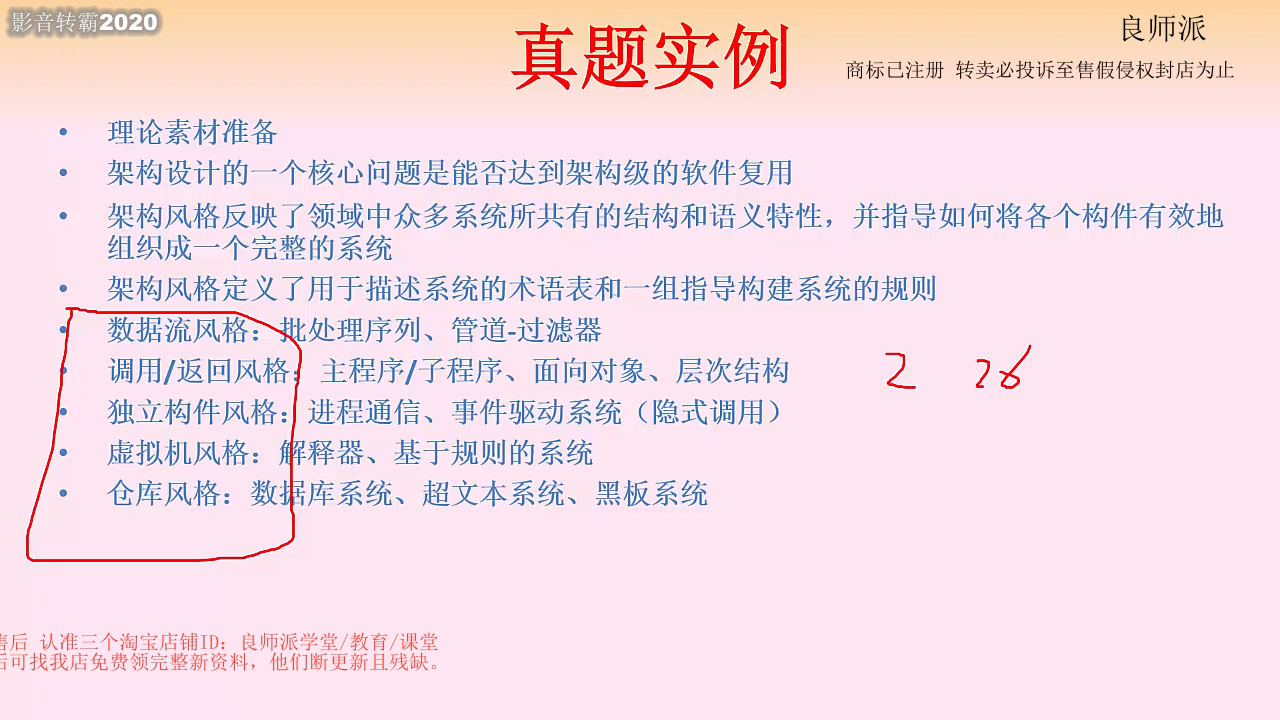 影音转霸2020
良师派
真题实例
商标已注册 转卖必投诉至售假侵权封店为止
• 理论素材准备
• 架构设计的一个核心问题是能否达到架构级的软件复用
• 架构风格反映了领域中众多系统所共有的结构和语义特性，并指导如何将各个构件有效地
组织成一个完整的系统
• 架构风格定义了用于描述系统的术语表和一组指导构建系统的规则
• 数据流风格：批处理序列、管道-过滤器
• 调用/返回风格：主程序/子程序、面向对象、层次结构
• 独立构件风格：进程通信、事件驱动系统（隐式调用）
• 虚拟机风格：解释器、基于规则的系统
• 仓库风格：数据库系统、超文本系统、黑板系统
2 26
售后 认准三个淘宝店铺ID：良师派学堂/教育/课堂
后可找我店免费领完整新资料，他们断更新且残缺。